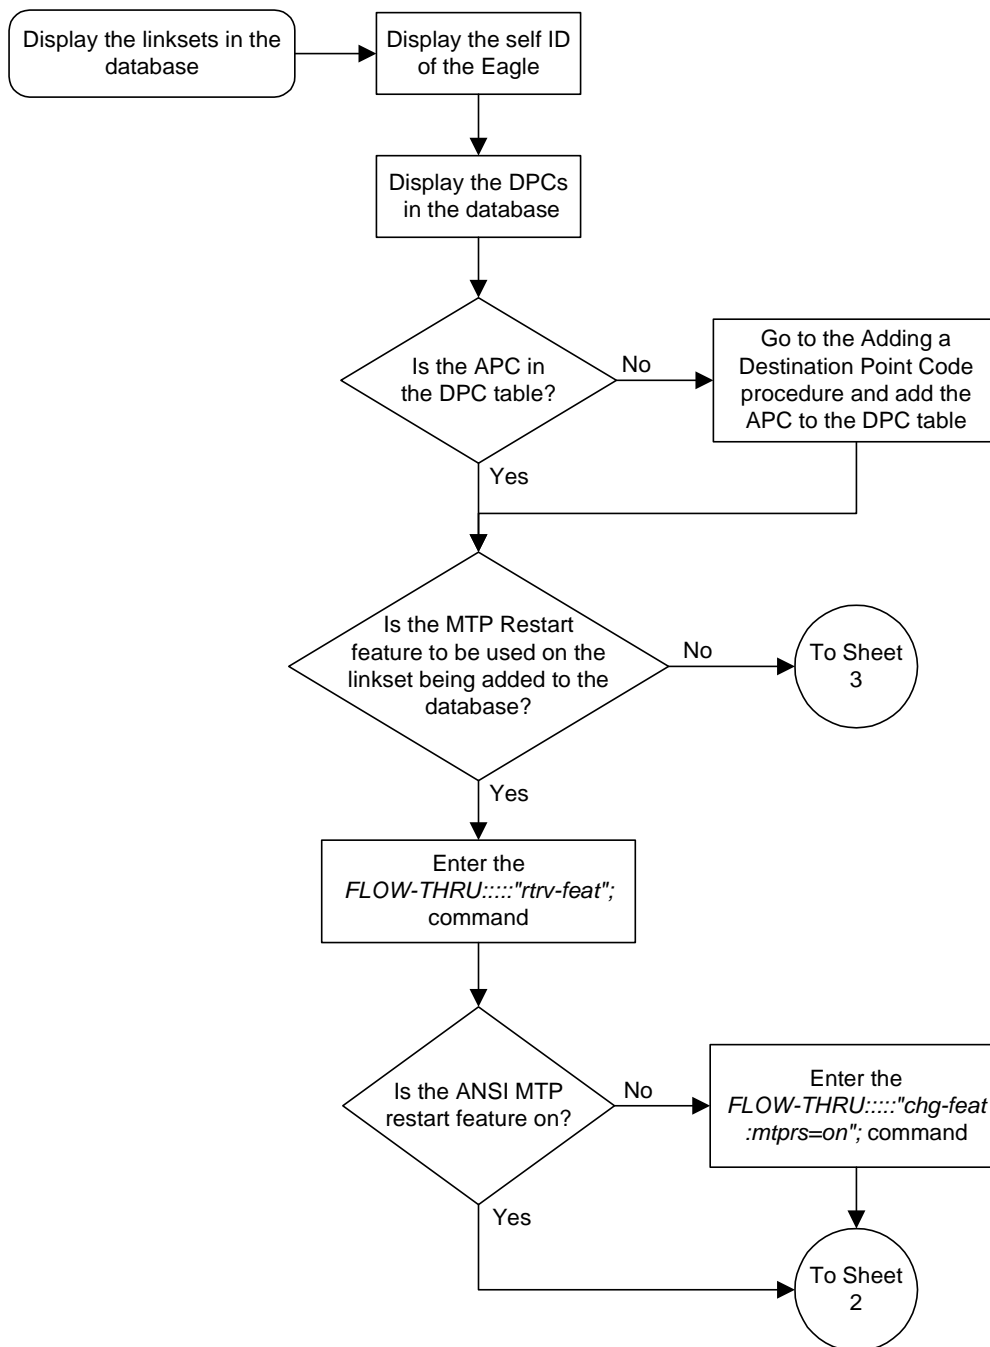 Display the linksets in the
database
Display the self ID
of the Eagle
Display the DPCs
in the database
Is the APC in
the DPC table?
No
Go to the Adding a
Destination Point Code
procedure and add the
APC to the DPC table
Yes
Is the MTP Restart
feature to be used on the
linkset being added to the
database?
No
To Sheet
3
Yes
Enter the
FLOW-THRU:::::"rtrv-feat";
command
Is the ANSI MTP
restart feature on?
No
Enter the
FLOW-THRU:::::"chg-feat
:mtprs=on"; command
Yes
To Sheet
2